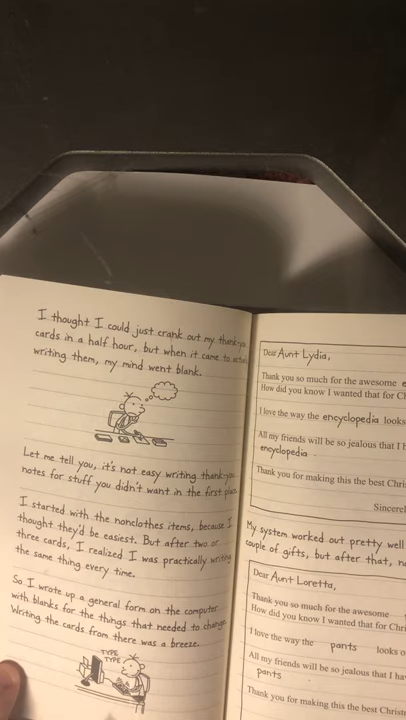 I thought I could just crank out my
cards in a half hour, but when it came to
writing them, my mind went blank.
Let me tell you, it's not easy writing
notes for stuff you didn't want in the first
I started with the nonclothes items, because I
thought they'd be easiest. But after two or
three cards, I realized I was practically writing
the same thing every time.
So I wrote up a general form on the computer
with blanks for the things that needed to change.
Writing the cards from there was a breeze.
TYPE
TYPE
Dear Aunt Lydia,
Thank you so much for the awesome
How did you know I wanted that for
I love the way the encyclopedia looks
All my friends will be so jealous that I
encyclopedia.
Thank you for making this the best
My system worked out pretty well
couple of gifts, but after that,
Dear Aunt Loretta,
Thank you so much for the awesome
How did you know I wanted that for
I love the way the pants looks
All my friends will be so jealous that I
pants
Thank you for making this the best